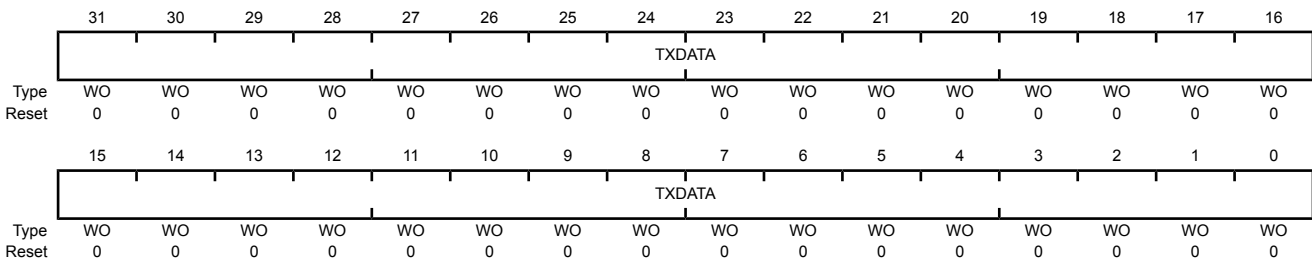 31 30 29 28 27 26 25 24 23 22 21 20 19 18 17 16
TXDATA
Type WO WO WO WO WO WO WO WO WO WO WO WO WO WO WO WO
Reset 0 0 0 0 0 0 0 0 0 0 0 0 0 0 0 0
15 14 13 12 11 10 9 8 7 6 5 4 3 2 1 0
TXDATA
Type WO WO WO WO WO WO WO WO WO WO WO WO WO WO WO WO
Reset 0 0 0 0 0 0 0 0 0 0 0 0 0 0 0 0